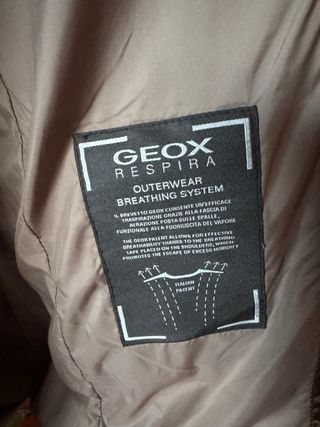 GEOX
RESPIRA
OUTERWEAR
BREATHING SYSTEM
IL BREVETTO GEOX CONSENTE UN'EFFICACE
TRASPIRAZIONE GRAZIE ALLA FASCIA DI
AERAZIONE POSTA SULLE SPALLE,
FUNZIONALE ALLA FUORIUSCITA DEL VAPORE
THE GEOX PATENT ALLOWS FOR EFFECTIVE
BREATHABILITY THANKS TO THE BREATHING
TAPE PLACED ON THE SHOULDERS, WHICH
PROMOTES THE ESCAPE OF EXCESS HUMIDITY
ITALIAN
PATENT